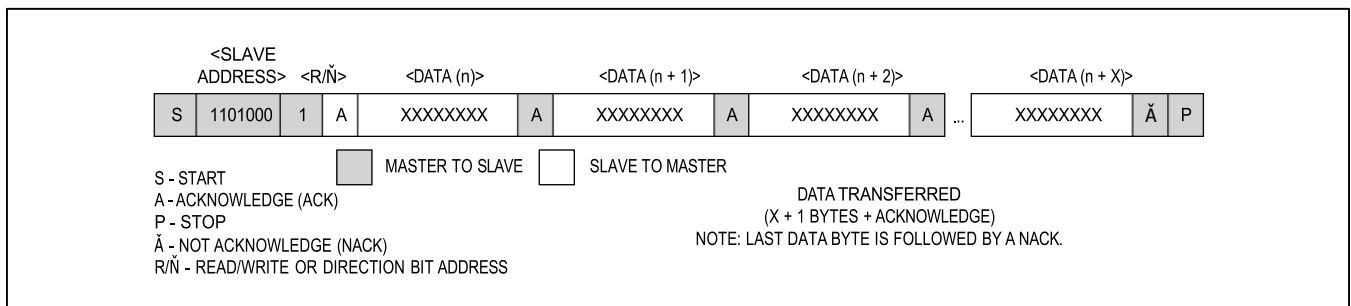 <SLAVE
ADDRESS> <R/Ň> <DATA (n)> <DATA (n + 1)> <DATA (n + 2)> <DATA (n + X)>
S 1101000 1 A XXXXXXXX A XXXXXXXX A XXXXXXXX A ... XXXXXXXX Ǎ P
MASTER TO SLAVE SLAVE TO MASTER
S - START
A - ACKNOWLEDGE (ACK)
P - STOP
Ǎ - NOT ACKNOWLEDGE (NACK)
R/Ň - READ/WRITE OR DIRECTION BIT ADDRESS
DATA TRANSFERRED
(X + 1 BYTES + ACKNOWLEDGE)
NOTE: LAST DATA BYTE IS FOLLOWED BY A NACK.